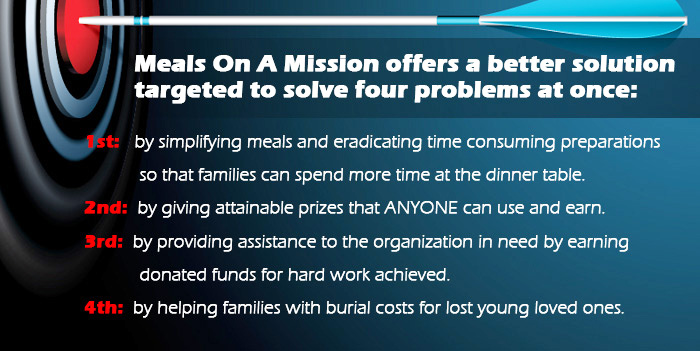 Meals On A Mission offers a better solution
targeted to solve four problems at once:
1st: by simplifying meals and eradicating time consuming preparations
so that families can spend more time at the dinner table.
2nd: by giving attainable prizes that ANYONE can use and earn.
3rd: by providing assistance to the organization in need by earning
donated funds for hard work achieved.
4th: by helping families with burial costs for lost young loved ones.